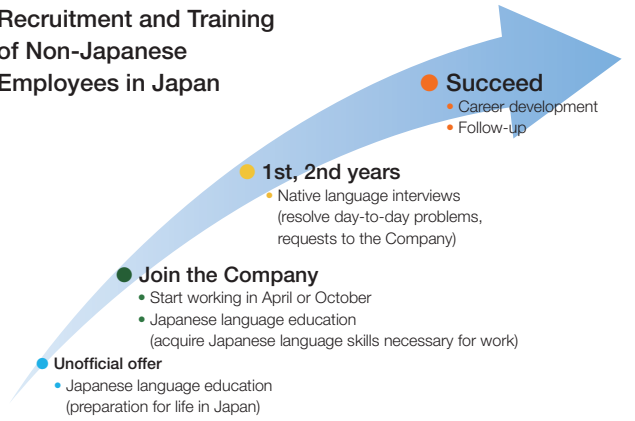 Recruitment and Training
of Non-Japanese
Employees in Japan
Succeed
• Career development
• Follow-up
1st, 2nd years
• Native language interviews
(resolve day-to-day problems,
requests to the Company)
Join the Company
• Start working in April or October
• Japanese language education
(acquire Japanese language skills necessary for work)
Unofficial offer
• Japanese language education
(preparation for life in Japan)